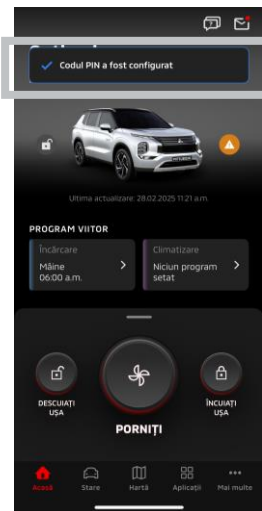 Codul PIN a fost configurat
Ultima actualizare: 28.02.2025 11:21 a.m.
PROGRAM VIITOR
Încărcare
Mâine
06:00 a.m.
Climatizare
Niciun program
setat
DESCUIAȚI
UȘA
PORNIȚI
ÎNCUIAȚI
UȘA
Acasă
Stare
Hartă
Aplicații
Mai multe